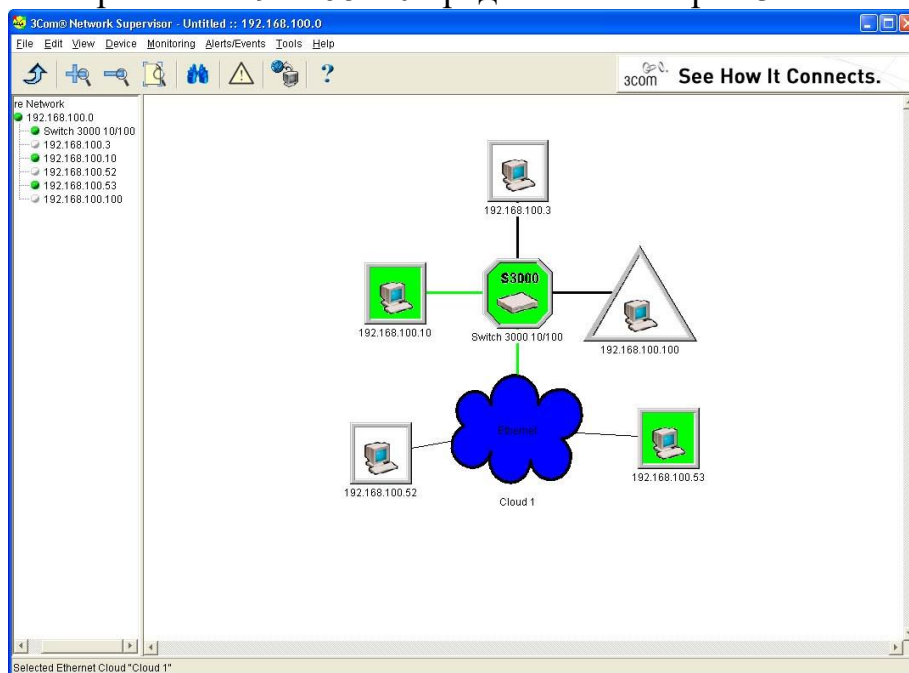 3Com® Network Supervisor - Untitled :: 192.168.100.0
File Edit View Device Monitoring Alerts/Events Tools Help
3com See How It Connects.
re Network
192.168.100.0
Switch 3000 10/100
192.168.100.3
192.168.100.10
192.168.100.52
192.168.100.53
192.168.100.100
192.168.100.3
S3000
192.168.100.10
Switch 3000 10/100
192.168.100.100
Ethernet
192.168.100.52
192.168.100.53
Cloud 1
Selected Ethernet Cloud "Cloud 1"